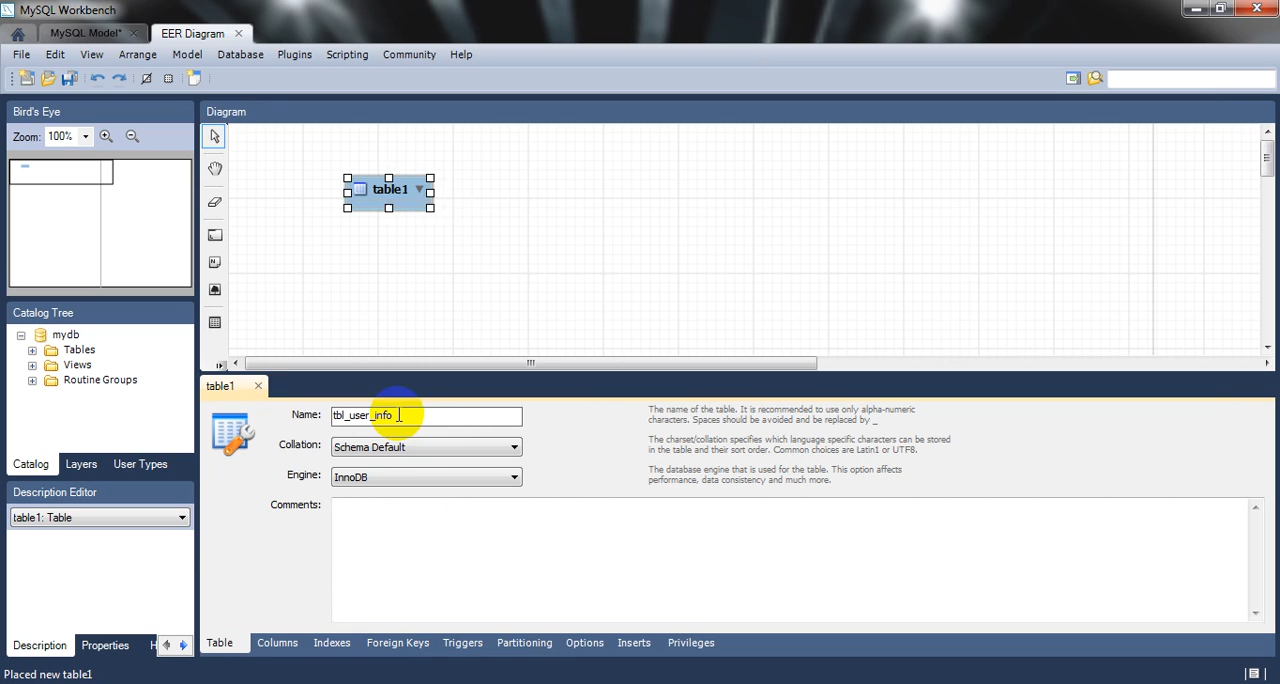 MySQL Workbench
MySQL Model*
EER Diagram
File Edit View Arrange Model Database Plugins Scripting Community Help
Bird's Eye
Zoom: 100%
Diagram
table1
Catalog Tree
mydb
Tables
Views
Routine Groups
Catalog Layers User Types
Description Editor
table1: Table
Description Properties H
table1
Name: tbl_user_info
The name of the table. It is recommended to use only alpha-numeric
characters. Spaces should be avoided and be replaced by _
Collation: Schema Default
The charset/collation specifies which language specific characters can be stored
in the table and their sort order. Common choices are Latin1 or UTF8.
Engine: InnoDB
The database engine that is used for the table. This option affects
performance, data consistency and much more.
Comments:
Table Columns Indexes Foreign Keys Triggers Partitioning Options Inserts Privileges
Placed new table1